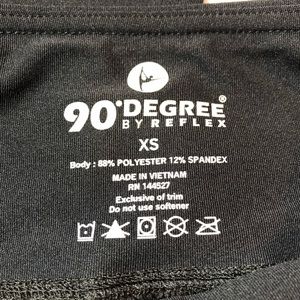 90°DEGREE®
BY REFLEX
XS
Body : 88% POLYESTER 12% SPANDEX
MADE IN VIETNAM
RN 144527
Exclusive of trim
Do not use softener